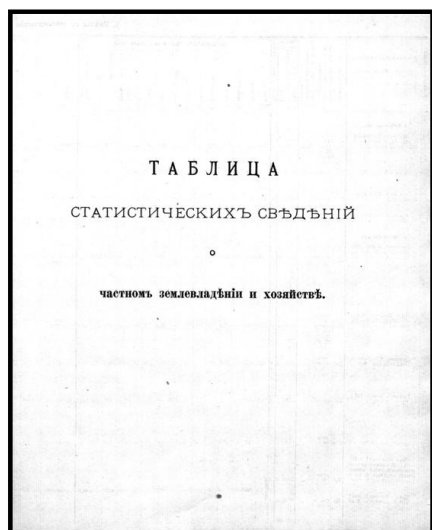 ТАБЛИЦА
СТАТИСТИЧЕСКИХЪ СВѢДѢНІЙ
о
частномъ землевладѣніи и хозяйствѣ.